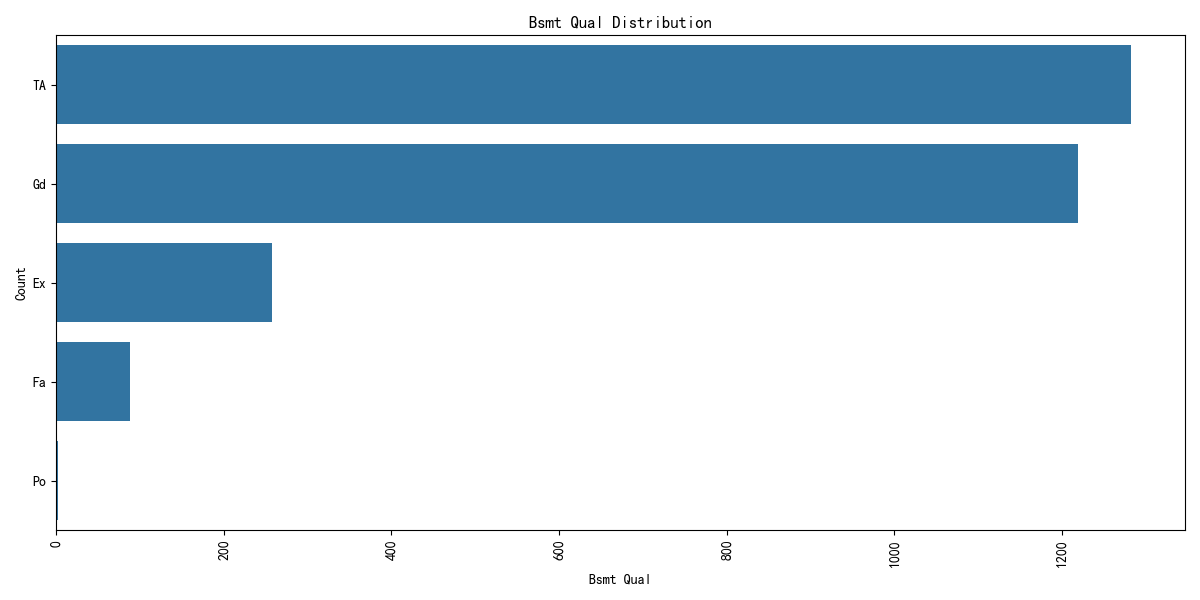 Bsmt Qual Distribution
TA
Gd
Ex
Fa
Po
Count
0
200
400
600
800
1000
1200
Bsmt Qual